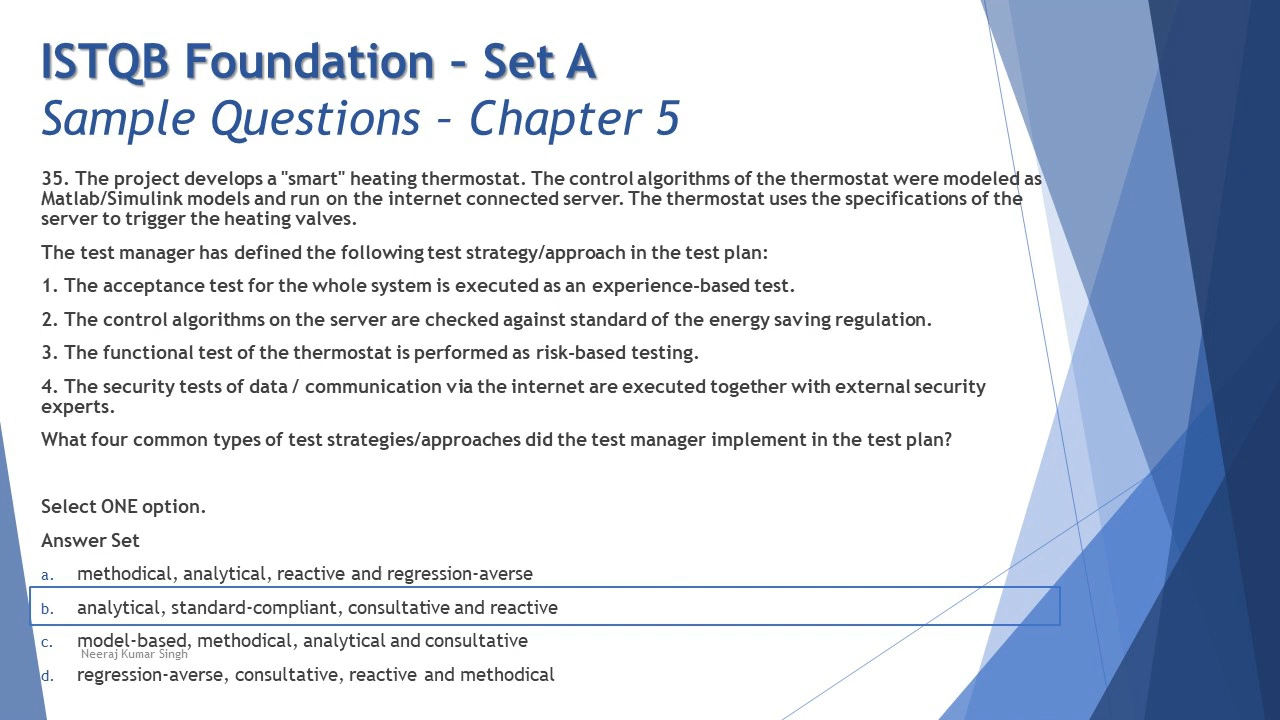 ISTQB Foundation – Set A
Sample Questions – Chapter 5
35. The project develops a "smart" heating thermostat. The control algorithms of the thermostat were modeled as
Matlab/Simulink models and run on the internet connected server. The thermostat uses the specifications of the
server to trigger the heating valves.
The test manager has defined the following test strategy/approach in the test plan:
1. The acceptance test for the whole system is executed as an experience-based test.
2. The control algorithms on the server are checked against standard of the energy saving regulation.
3. The functional test of the thermostat is performed as risk-based testing.
4. The security tests of data / communication via the internet are executed together with external security
experts.
What four common types of test strategies/approaches did the test manager implement in the test plan?
Select ONE option.
Answer Set
a. methodical, analytical, reactive and regression-averse
b. analytical, standard-compliant, consultative and reactive
c. model-based, methodical, analytical and consultative
Neeraj Kumar Singh
d. regression-averse, consultative, reactive and methodical